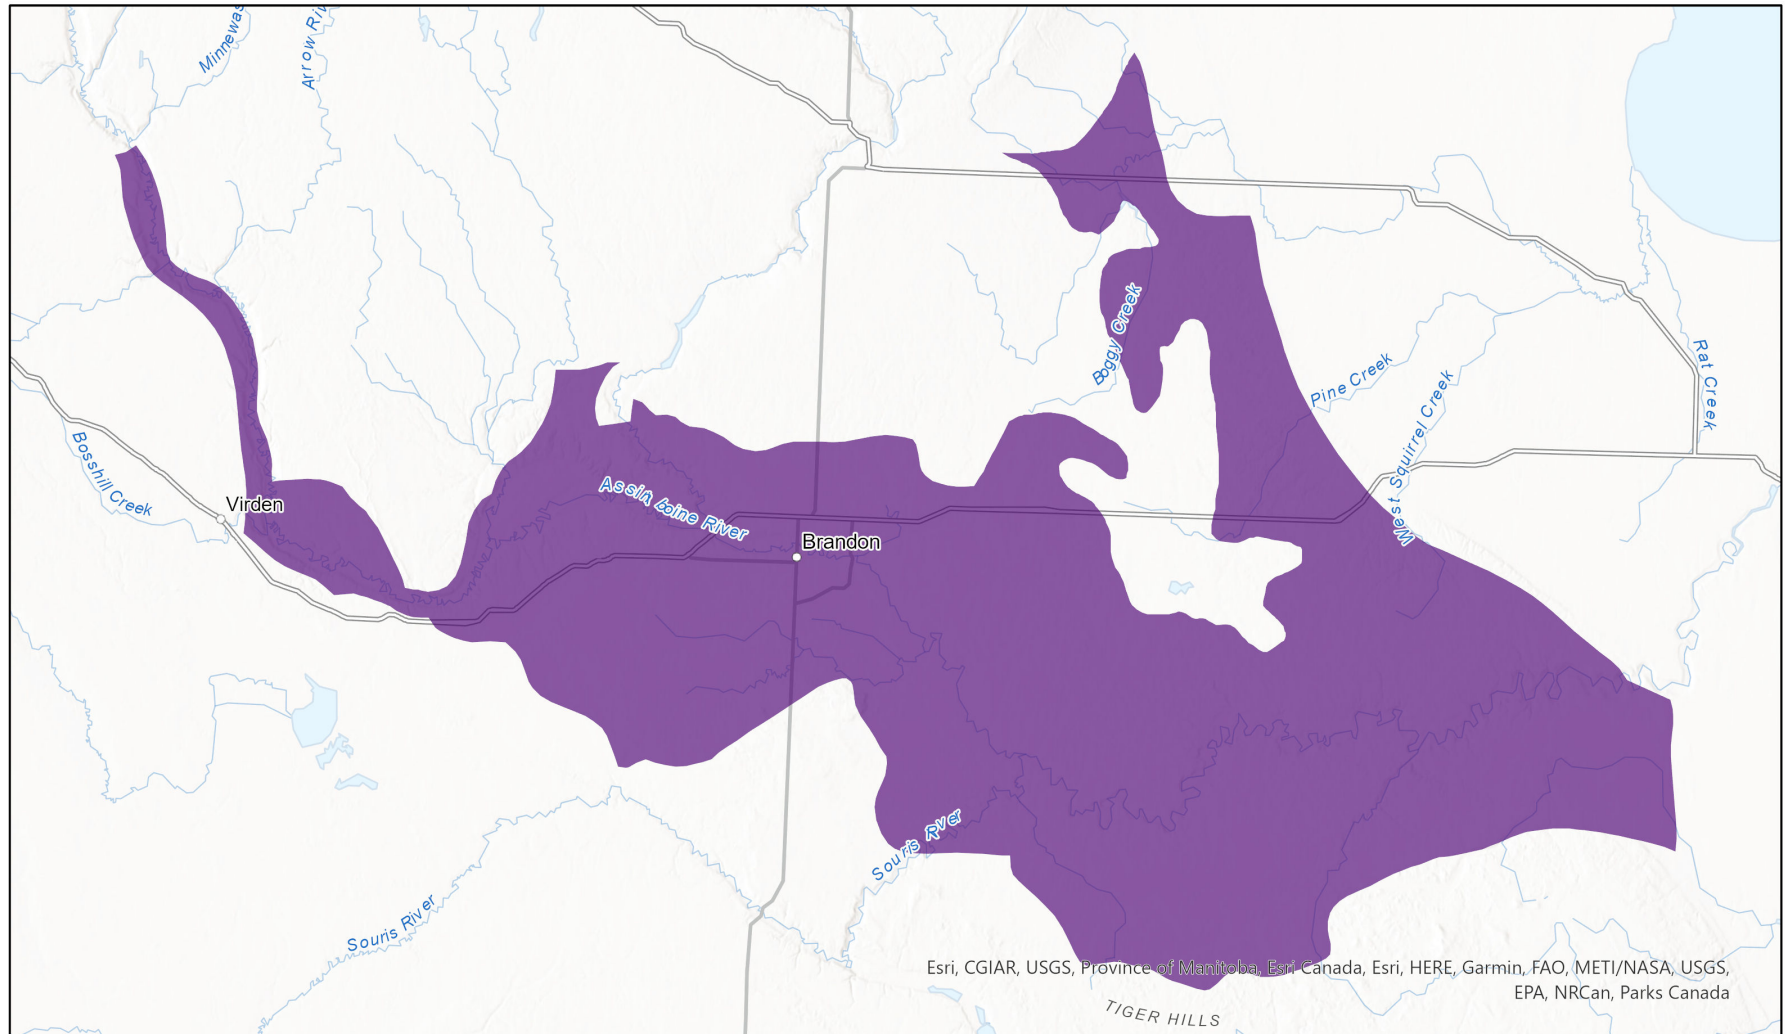 Minnewas
Arrow Riv
Boggy Creek
Pine Creek
West Squirrel Creek
Rat Creek
Bosshill Creek
Virden
Assiniboine River
Brandon
Souris River
Souris River
Esri, CGIAR, USGS, Province of Manitoba, Esri Canada, Esri, HERE, Garmin, FAO, METI/NASA, USGS,
EPA, NRCan, Parks Canada
TIGER HILLS